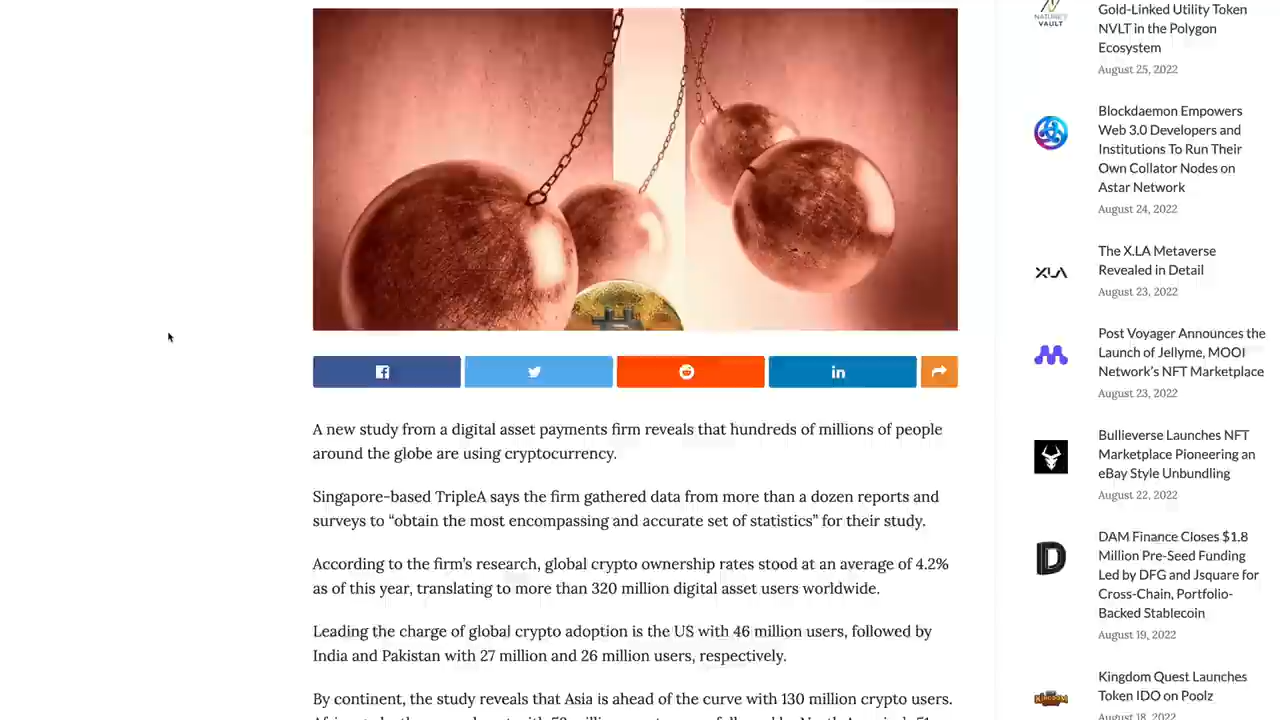 A new study from a digital asset payments firm reveals that hundreds of millions of people
around the globe are using cryptocurrency.
Singapore-based TripleA says the firm gathered data from more than a dozen reports and
surveys to “obtain the most encompassing and accurate set of statistics” for their study.
According to the firm’s research, global crypto ownership rates stood at an average of 4.2%
as of this year, translating to more than 320 million digital asset users worldwide.
Leading the charge of global crypto adoption is the US with 46 million users, followed by
India and Pakistan with 27 million and 26 million users, respectively.
By continent, the study reveals that Asia is ahead of the curve with 130 million crypto users.
NATURE'S
VAULT
Gold-Linked Utility Token
NVLT in the Polygon
Ecosystem
August 25, 2022
Blockdaemon Empowers
Web 3.0 Developers and
Institutions To Run Their
Own Collator Nodes on
Astar Network
August 24, 2022
XLA
The X.LA Metaverse
Revealed in Detail
August 23, 2022
Post Voyager Announces the
Launch of Jellyme, MOOI
Network’s NFT Marketplace
August 23, 2022
Bullieverse Launches NFT
Marketplace Pioneering an
eBay Style Unbundling
August 22, 2022
DAM Finance Closes $1.8
Million Pre-Seed Funding
Led by DFG and Jsquare for
Cross-Chain, Portfolio-
Backed Stablecoin
August 19, 2022
Kingdom Quest Launches
Token IDO on Poolz
August 18, 2022